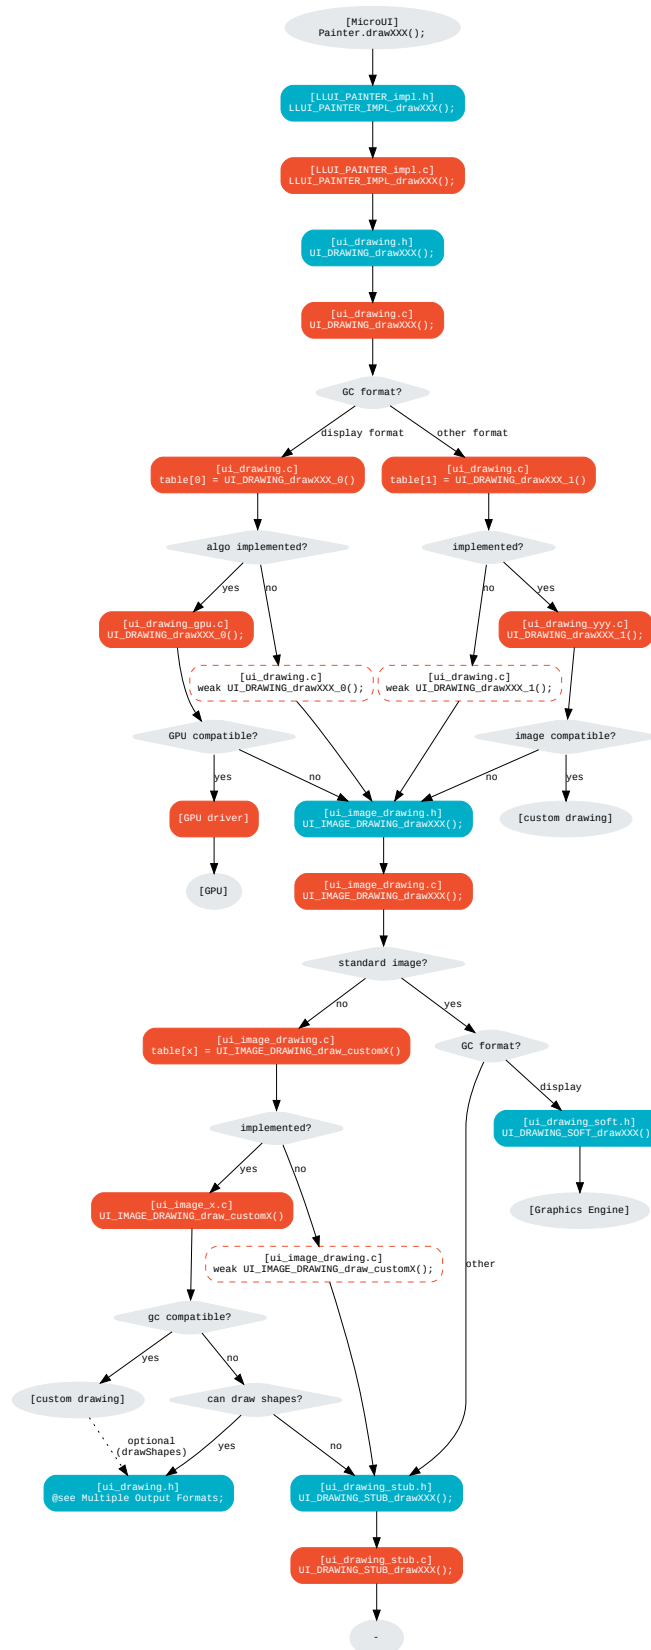 [MicroUI]
Painter.drawXXX();
[LLUI_PAINTER_impl.h]
LLUI_PAINTER_IMPL_drawXXX();
[LLUI_PAINTER_impl.c]
LLUI_PAINTER_IMPL_drawXXX();
[ui_drawing.h]
UI_DRAWING_drawXXX();
[ui_drawing.c]
UI_DRAWING_drawXXX();
GC format?
display format
other format
[ui_drawing.c]
table[0] = UI_DRAWING_drawXXX_0()
[ui_drawing.c]
table[1] = UI_DRAWING_drawXXX_1()
algo implemented?
implemented?
yes
no
no
yes
[ui_drawing_gpu.c]
UI_DRAWING_drawXXX_0();
[ui_drawing_yyy.c]
UI_DRAWING_drawXXX_1();
[ui_drawing.c]
weak UI_DRAWING_drawXXX_0();
[ui_drawing.c]
weak UI_DRAWING_drawXXX_1();
GPU compatible?
image compatible?
yes
no
no
yes
[GPU driver]
[ui_image_drawing.h]
UI_IMAGE_DRAWING_drawXXX();
[custom drawing]
[GPU]
[ui_image_drawing.c]
UI_IMAGE_DRAWING_drawXXX();
standard image?
no
yes
[ui_image_drawing.c]
table[x] = UI_IMAGE_DRAWING_draw_customX()
GC format?
display
implemented?
[ui_drawing_soft.h]
UI_DRAWING_SOFT_drawXXX()
yes
no
[ui_image_x.c]
UI_IMAGE_DRAWING_draw_customX()
[Graphics Engine]
[ui_image_drawing.c]
weak UI_IMAGE_DRAWING_draw_customX();
other
gc compatible?
yes
no
[custom drawing]
can draw shapes?
optional
(drawShapes)
yes
no
[ui_drawing.h]
@see Multiple Output Formats;
[ui_drawing_stub.h]
UI_DRAWING_STUB_drawXXX();
[ui_drawing_stub.c]
UI_DRAWING_STUB_drawXXX();
-